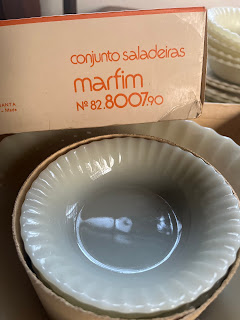 conjunto saladeiras
marfim
Nº 82.8007.90